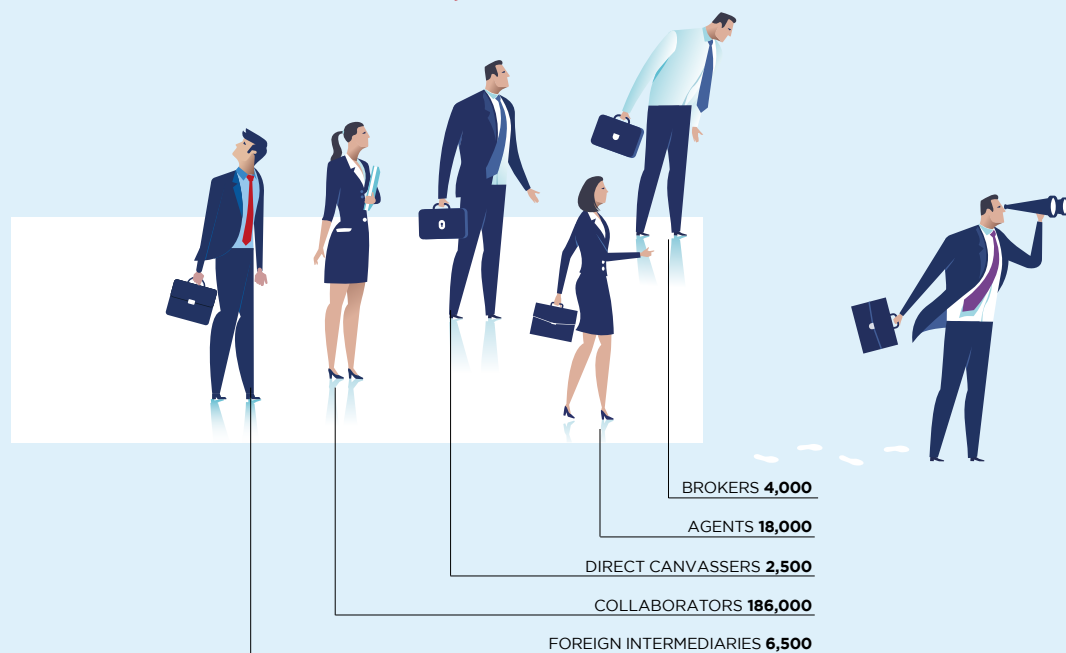 BROKERS 4,000
AGENTS 18,000
DIRECT CANVASSERS 2,500
COLLABORATORS 186,000
FOREIGN INTERMEDIARIES 6,500